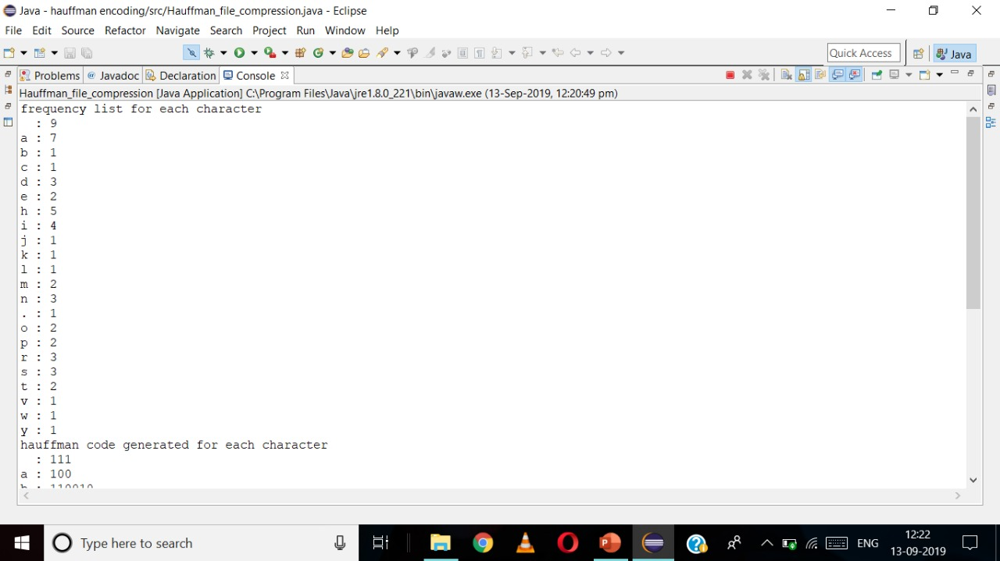 Java - hauffman encoding/src/Hauffman_file_compression.java - Eclipse
File Edit Source Refactor Navigate Search Project Run Window Help
Quick Access
Java
Problems @ Javadoc Declaration Console
Hauffman_file_compression [Java Application] C:\Program Files\Java\jre1.8.0_221\bin\javaw.exe (13-Sep-2019, 12:20:49 pm)
frequency list for each character
: 9
a : 7
b : 1
c : 1
d : 3
e : 2
h : 5
i : 4
j : 1
k : 1
l : 1
m : 2
n : 3
. : 1
o : 2
p : 2
r : 3
s : 3
t : 2
v : 1
w : 1
y : 1
hauffman code generated for each character
: 111
a : 100
b : 110010
Type here to search
ENG
12:22
13-09-2019